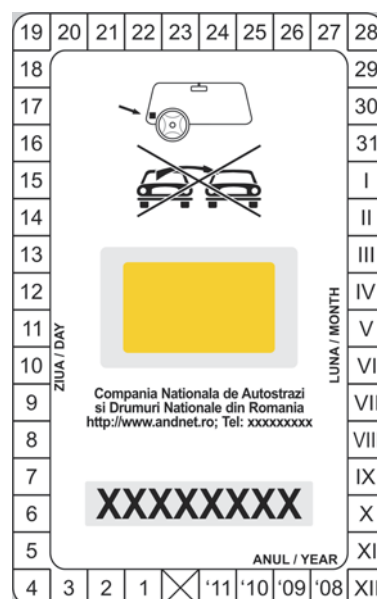 19 20 21 22 23 24 25 26 27 28
18 29
17 30
16 31
15 I
14 II
13 III
12 IV
11 V
10 VI
9 VII
8 VIII
7 IX
6 X
5 XI
4 3 2 1 '11 '10 '09 '08 XII
ZIUA / DAY
LUNA / MONTH
Compania Nationala de Autostrazi
si Drumuri Nationale din Romania
http://www.andnet.ro; Tel: xxxxxxxxx
XXXXXXXX
ANUL / YEAR